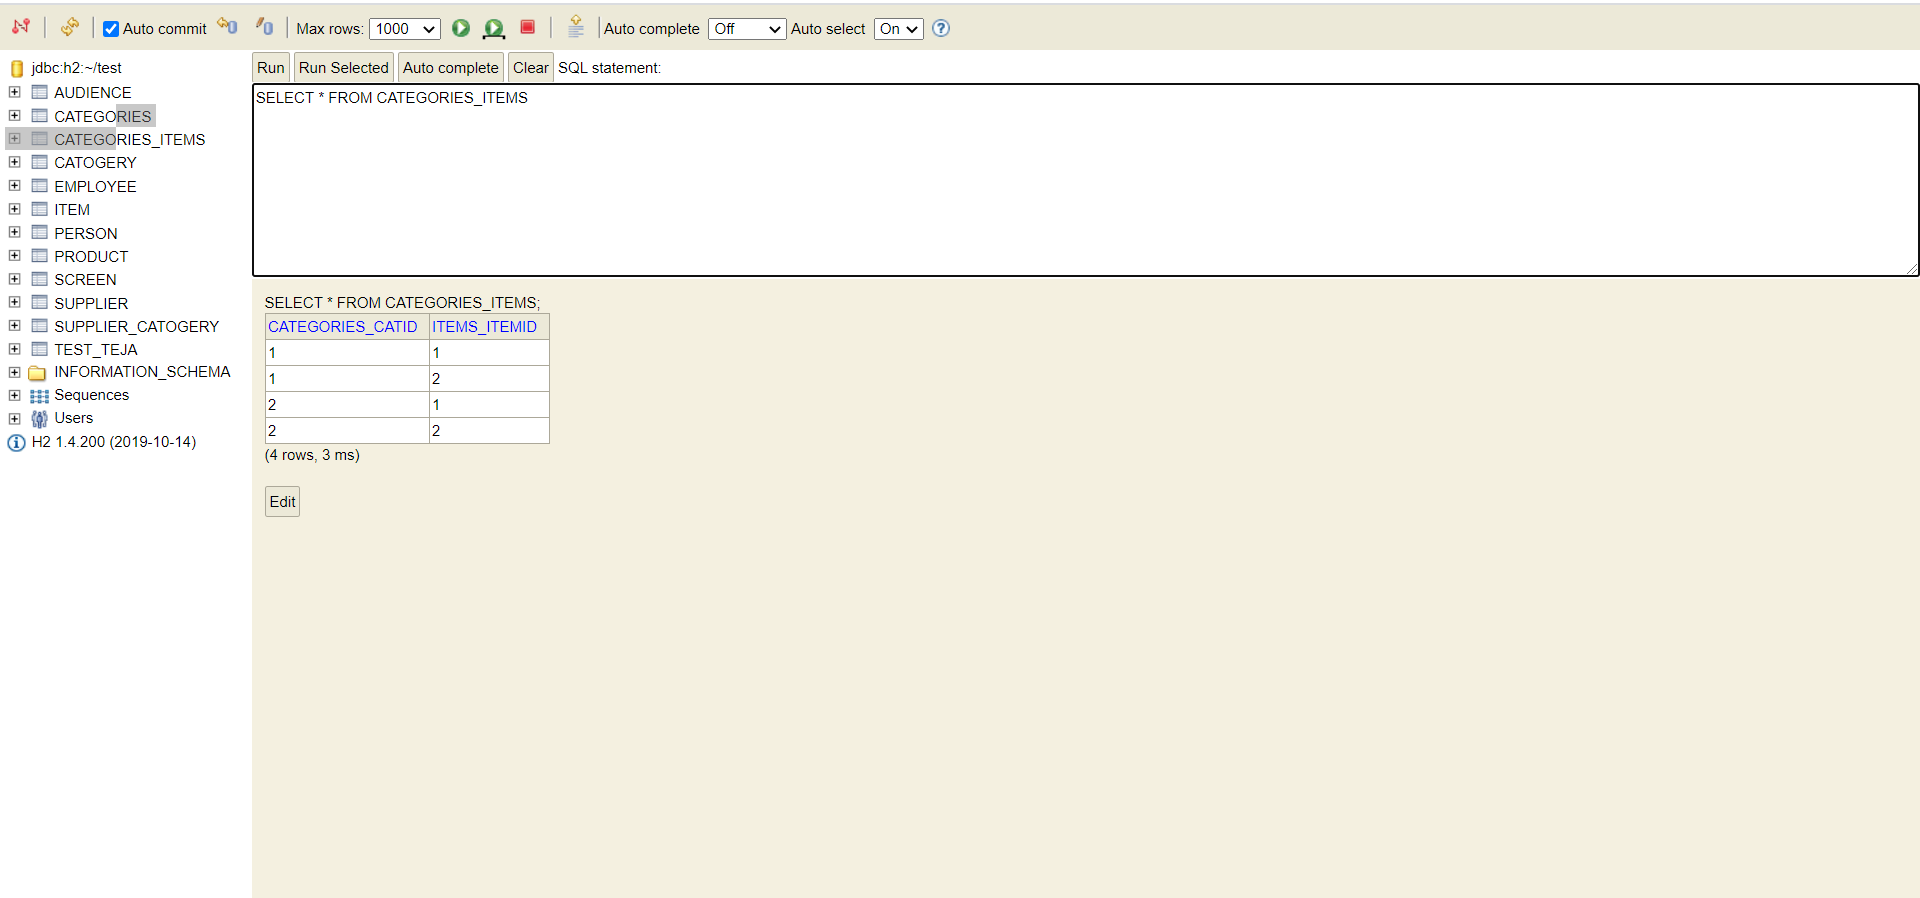 Auto commit Max rows: 1000 Auto complete Off Auto select On ?
jdbc:h2:~/test
AUDIENCE
CATEGORIES
CATEGORIES_ITEMS
CATOGERY
EMPLOYEE
ITEM
PERSON
PRODUCT
SCREEN
SUPPLIER
SUPPLIER_CATOGERY
TEST_TEJA
INFORMATION_SCHEMA
Sequences
Users
H2 1.4.200 (2019-10-14)
Run Run Selected Auto complete Clear SQL statement:
SELECT * FROM CATEGORIES_ITEMS
SELECT * FROM CATEGORIES_ITEMS;
CATEGORIES_CATID ITEMS_ITEMID
1 1
1 2
2 1
2 2
(4 rows, 3 ms)
Edit